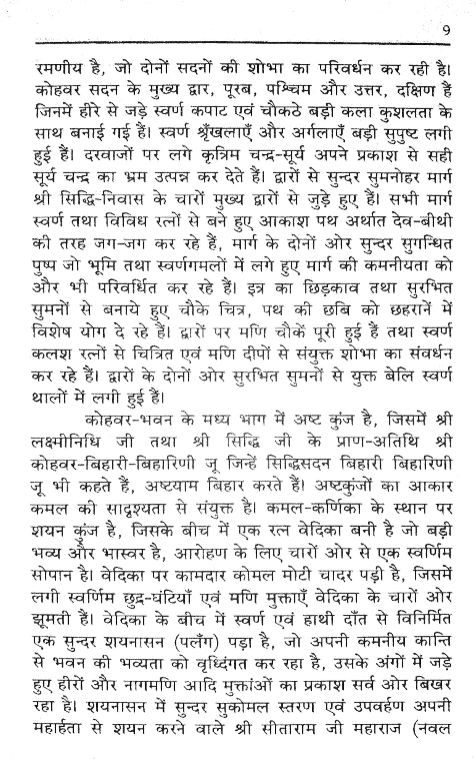 9
रमणीय है, जो दोनों सदनों की शोभा का परिवर्धन कर रही है।
कोहवर सदन के मुख्य द्वार, पूरब, पश्चिम और उत्तर, दक्षिण हैं
जिनमें हीरे से जड़े स्वर्ण कपाट एवं चौकठे बड़ी कला कुशलता के
साथ बनाई गई हैं। स्वर्ण श्रृँखलाएँ और अर्गलाएँ बड़ी सुपुष्ट लगी
हुई हैं। दरवाजों पर लगे कृत्रिम चन्द्र-सूर्य अपने प्रकाश से सही
सूर्य चन्द्र का भ्रम उत्पन्न कर देते हैं। द्वारों से सुन्दर सुमनोहर मार्ग
श्री सिद्धि-निवास के चारों मुख्य द्वारों से जुड़े हुए हैं। सभी मार्ग
स्वर्ण तथा विविध रत्नों से बने हुए आकाश पथ अर्थात देव-बीथी
की तरह जग-जग कर रहे हैं, मार्ग के दोनों ओर सुन्दर सुगन्धित
पुष्प जो भूमि तथा स्वर्णगमलों में लगे हुए मार्ग की कमनीयता को
और भी परिवर्धित कर रहे हैं। इत्र का छिड़काव तथा सुरभित
सुमनों से बनाये हुए चौके चित्र, पथ की छबि को छहरानें में
विशेष योग दे रहे हैं। द्वारों पर मणि चौकें पूरी हुई हैं तथा स्वर्ण
कलश रत्नों से चित्रित एवं मणि दीपों से संयुक्त शोभा का संवर्धन
कर रहे हैं। द्वारों के दोनों ओर सुरभित सुमनों से युक्त बेलि स्वर्ण
थालों में लगी हुई हैं।
कोहवर-भवन के मध्य भाग में अष्ट कुंज है, जिसमें श्री
लक्ष्मीनिधि जी तथा श्री सिद्धि जी के प्राण-अतिथि श्री
कोहवर-बिहारी-बिहारिणी जू जिन्हें सिद्धिसदन बिहारी बिहारिणी
जू भी कहते हैं, अष्टयाम बिहार करते हैं। अष्टकुंजों का आकार
कमल की सादृश्यता से संयुक्त है। कमल-कर्णिका के स्थान पर
शयन कुंज है, जिसके बीच में एक रत्न वेदिका बनी है जो बड़ी
भव्य और भास्वर है, आरोहण के लिए चारों ओर से एक स्वर्णिम
सोपान है। वेदिका पर कामदार कोमल मोटी चादर पड़ी है, जिसमें
लगी स्वर्णिम छुद्र-घंटियाँ एवं मणि मुक्ताएँ वेदिका के चारों ओर
झूमती हैं। वेदिका के बीच में स्वर्ण एवं हाथी दाँत से विनिर्मित
एक सुन्दर शयनासन (पलँग) पड़ा है, जो अपनी कमनीय कान्ति
से भवन की भव्यता को वृध्दिंगत कर रहा है, उसके अंगों में जड़े
हुए हीरों और नागमणि आदि मुक्तांओं का प्रकाश सर्व ओर बिखर
रहा है। शयनासन में सुन्दर सुकोमल स्तरण एवं उपवर्हण अपनी
महार्हता से शयन करने वाले श्री सीताराम जी महाराज (नवल